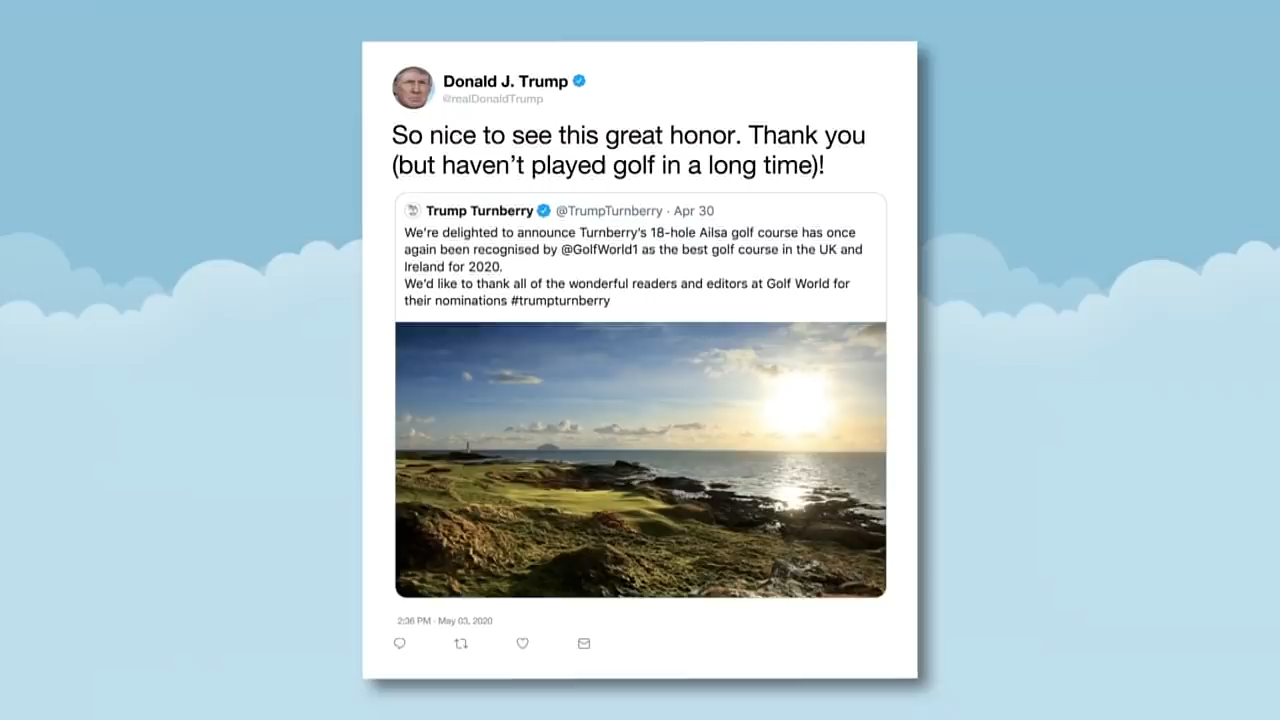 Donald J. Trump
@realDonaldTrump
So nice to see this great honor. Thank you
(but haven't played golf in a long time)!
Trump Turnberry @TrumpTurnberry · Apr 30
We're delighted to announce Turnberry's 18-hole Ailsa golf course has once
again been recognised by @GolfWorld1 as the best golf course in the UK and
Ireland for 2020.
We'd like to thank all of the wonderful readers and editors at Golf World for
their nominations #trumpturnberry
2:36 PM · May 03, 2020